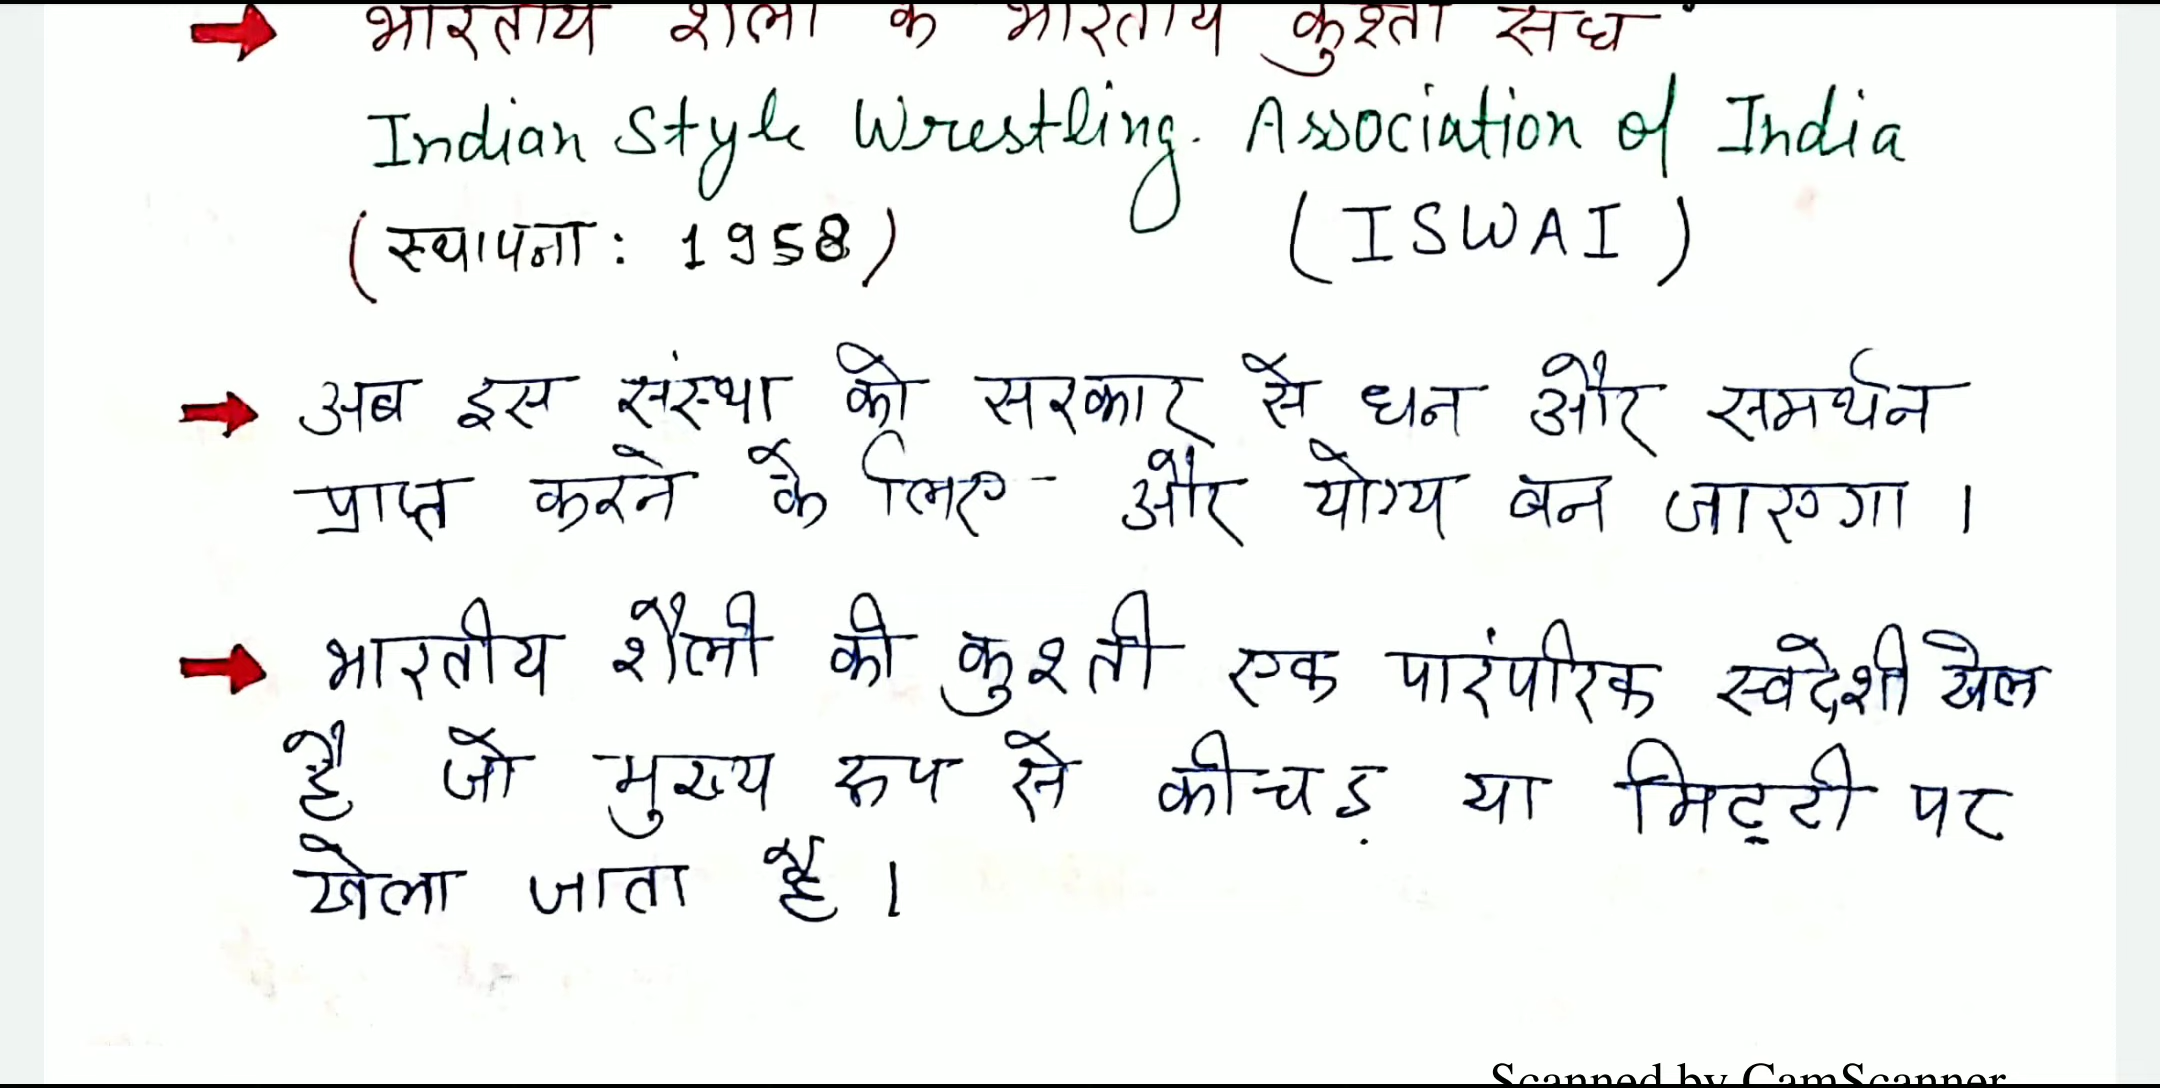 ➡ भारतीय शैली के भारतीय कुश्ती संघ
Indian Style Wrestling. Association of India
(स्थापना : 1958) (ISWAI)
➡ अब इस संस्था को सरकार से धन और समर्थन
प्राप्त करने के लिए - और योग्य बन जाएगा ।
➡ भारतीय शैली की कुश्ती एक पारंपरिक स्वदेशी खेल
है जो मुख्य रूप से कीचड़ या मिट्टी पर
खेला जाता है ।
Scanned by CamScanner